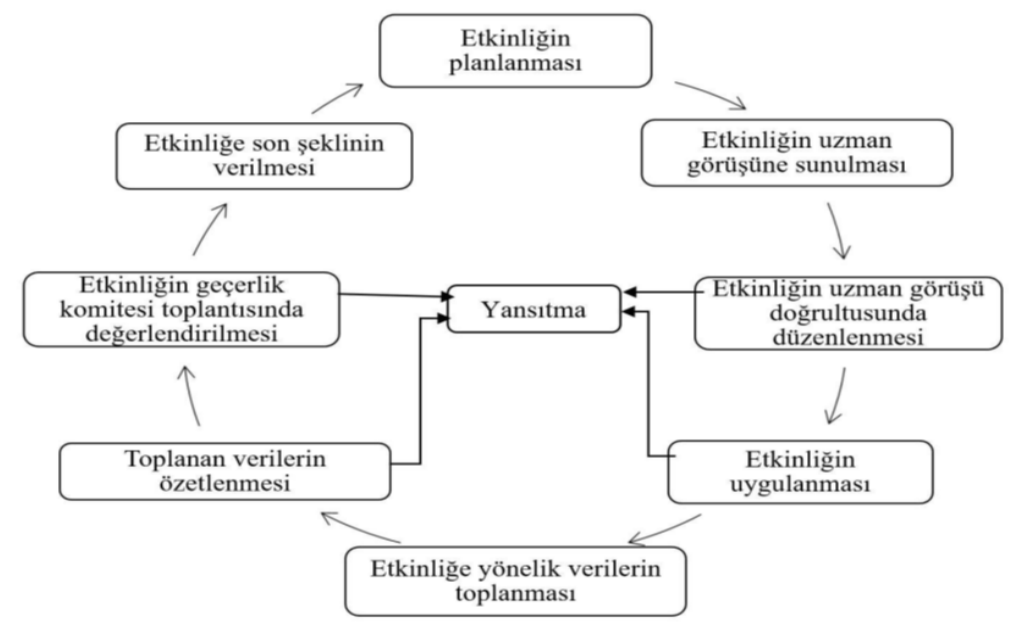 Etkinliğin
planlanması
Etkinliğin uzman
görüşüne sunulması
Etkinliğin uzman görüşü
doğrultusunda
düzenlenmesi
Etkinliğin
uygulanması
Etkinliğe yönelik verilerin
toplanması
Toplanan verilerin
özetlenmesi
Etkinliğin geçerlik
komitesi toplantısında
değerlendirilmesi
Etkinliğe son şeklinin
verilmesi
Yansıtma